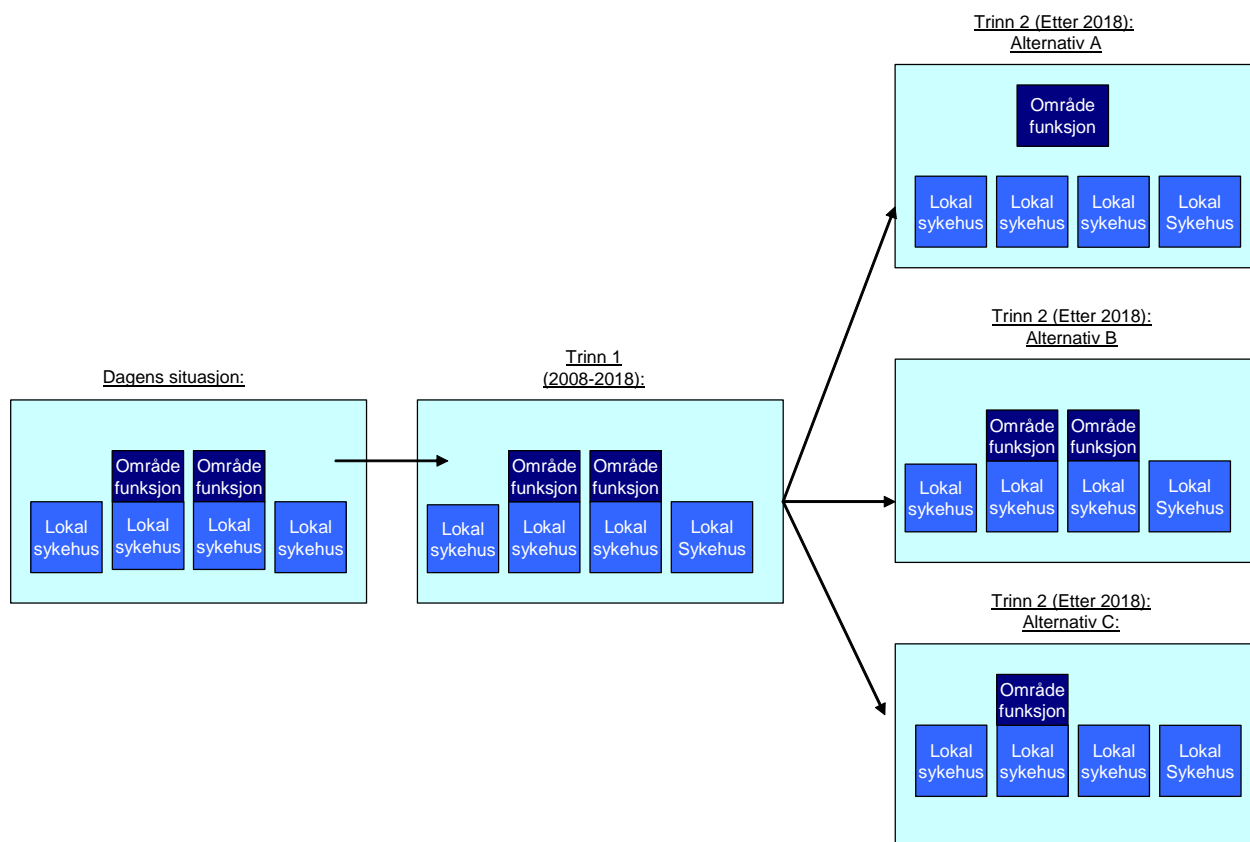 Dagens situasjon:
Område
funksjon
Område
funksjon
Lokal
sykehus
Lokal
sykehus
Lokal
sykehus
Lokal
sykehus
Trinn 1
(2008-2018):
Område
funksjon
Område
funksjon
Lokal
sykehus
Lokal
sykehus
Lokal
sykehus
Lokal
Sykehus
Trinn 2 (Etter 2018):
Alternativ A
Område
funksjon
Lokal
sykehus
Lokal
sykehus
Lokal
sykehus
Lokal
Sykehus
Trinn 2 (Etter 2018):
Alternativ B
Område
funksjon
Område
funksjon
Lokal
sykehus
Lokal
sykehus
Lokal
sykehus
Lokal
Sykehus
Trinn 2 (Etter 2018):
Alternativ C:
Område
funksjon
Lokal
sykehus
Lokal
sykehus
Lokal
sykehus
Lokal
Sykehus